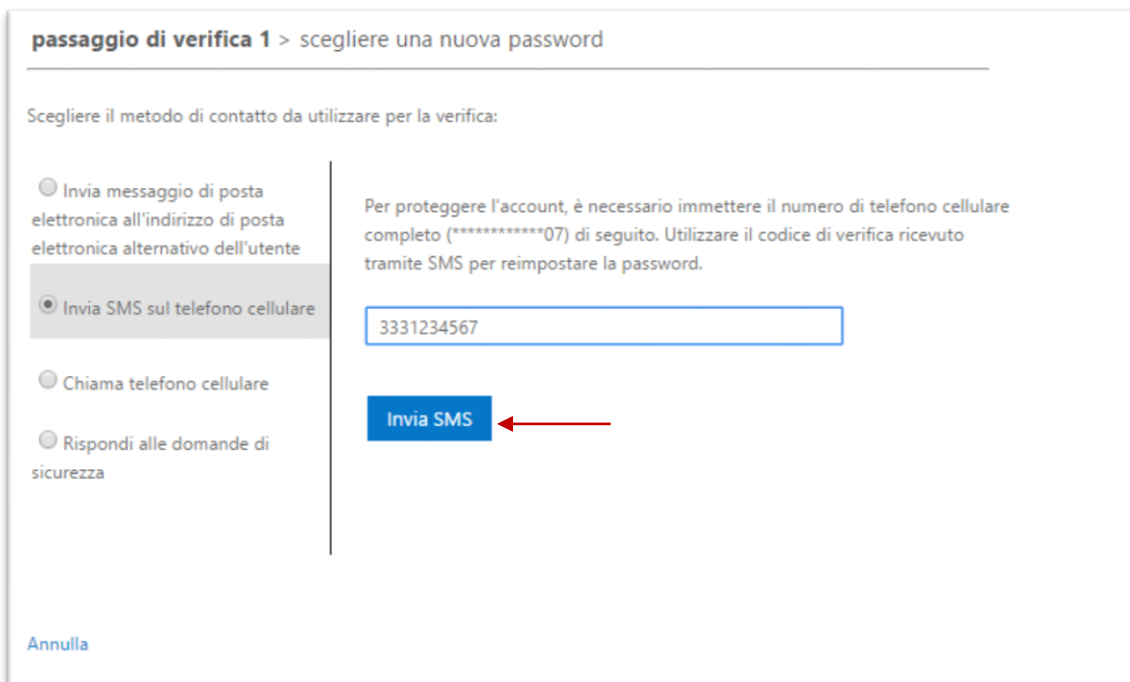 passaggio di verifica 1 > scegliere una nuova password
Scegliere il metodo di contatto da utilizzare per la verifica:
Invia messaggio di posta
elettronica all'indirizzo di posta
elettronica alternativo dell'utente
Invia SMS sul telefono cellulare
Chiama telefono cellulare
Rispondi alle domande di
sicurezza
Per proteggere l'account, è necessario immettere il numero di telefono cellulare
completo (************07) di seguito. Utilizzare il codice di verifica ricevuto
tramite SMS per reimpostare la password.
3331234567
Invia SMS
Annulla